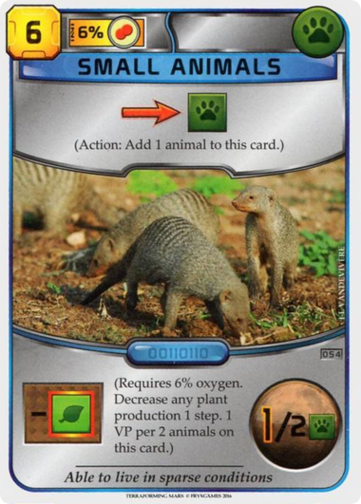 6
6%
SMALL ANIMALS
(Action: Add 1 animal to this card.)
F.L. VANDEVIVERE
00110110
054
(Requires 6% oxygen.
Decrease any plant
production 1 step. 1
VP per 2 animals on
this card.)
-
1/2
Able to live in sparse conditions
TERRAFORMING MARS © FRYXGAMES 2016